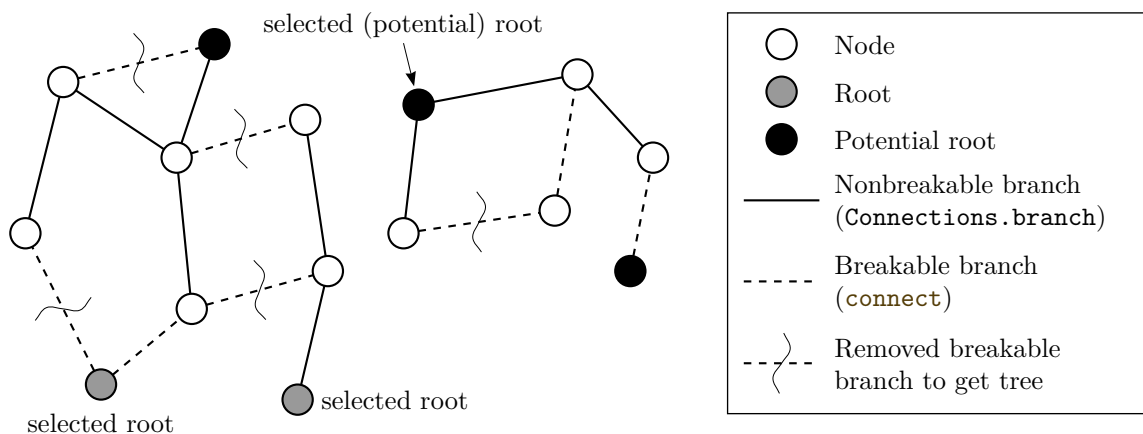 selected (potential) root
selected root
selected root
Node
Root
Potential root
Nonbreakable branch
(Connections.branch)
Breakable branch
(connect)
Removed breakable
branch to get tree